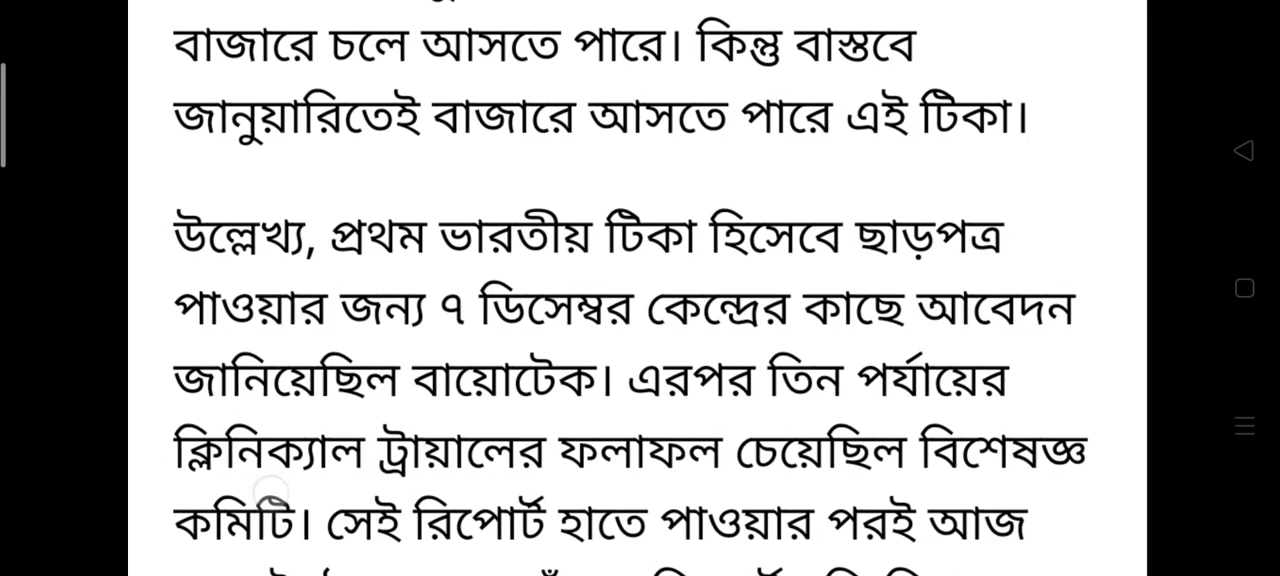 বাজারে চলে আসতে পারে। কিন্তু বাস্তবে
জানুয়ারিতেই বাজারে আসতে পারে এই টিকা।
উল্লেখ্য, প্রথম ভারতীয় টিকা হিসেবে ছাড়পত্র
পাওয়ার জন্য ৭ ডিসেম্বর কেন্দ্রের কাছে আবেদন
জানিয়েছিল বায়োটেক। এরপর তিন পর্যায়ের
ক্লিনিক্যাল ট্রায়ালের ফলাফল চেয়েছিল বিশেষজ্ঞ
কমিটি। সেই রিপোর্ট হাতে পাওয়ার পরই আজ